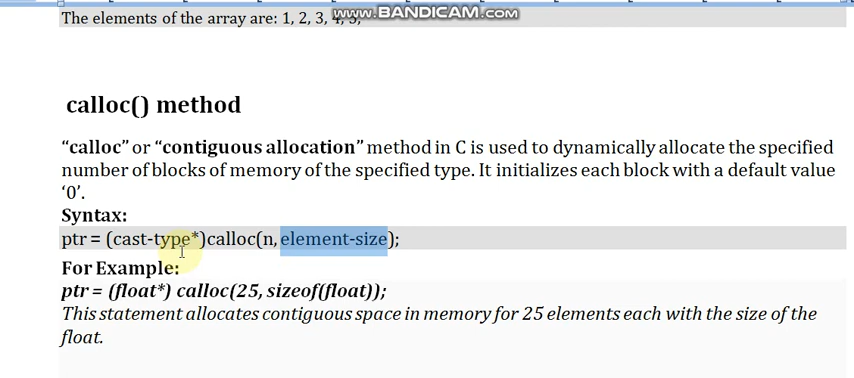 The elements of the array are: 1, 2, 3, 4, 5,
www.BANDICAM.com
calloc() method
“calloc” or “contiguous allocation” method in C is used to dynamically allocate the specified
number of blocks of memory of the specified type. It initializes each block with a default value
‘0’.
Syntax:
ptr = (cast-type*)calloc(n, element-size);
For Example:
ptr = (float*) calloc(25, sizeof(float));
This statement allocates contiguous space in memory for 25 elements each with the size of the
float.